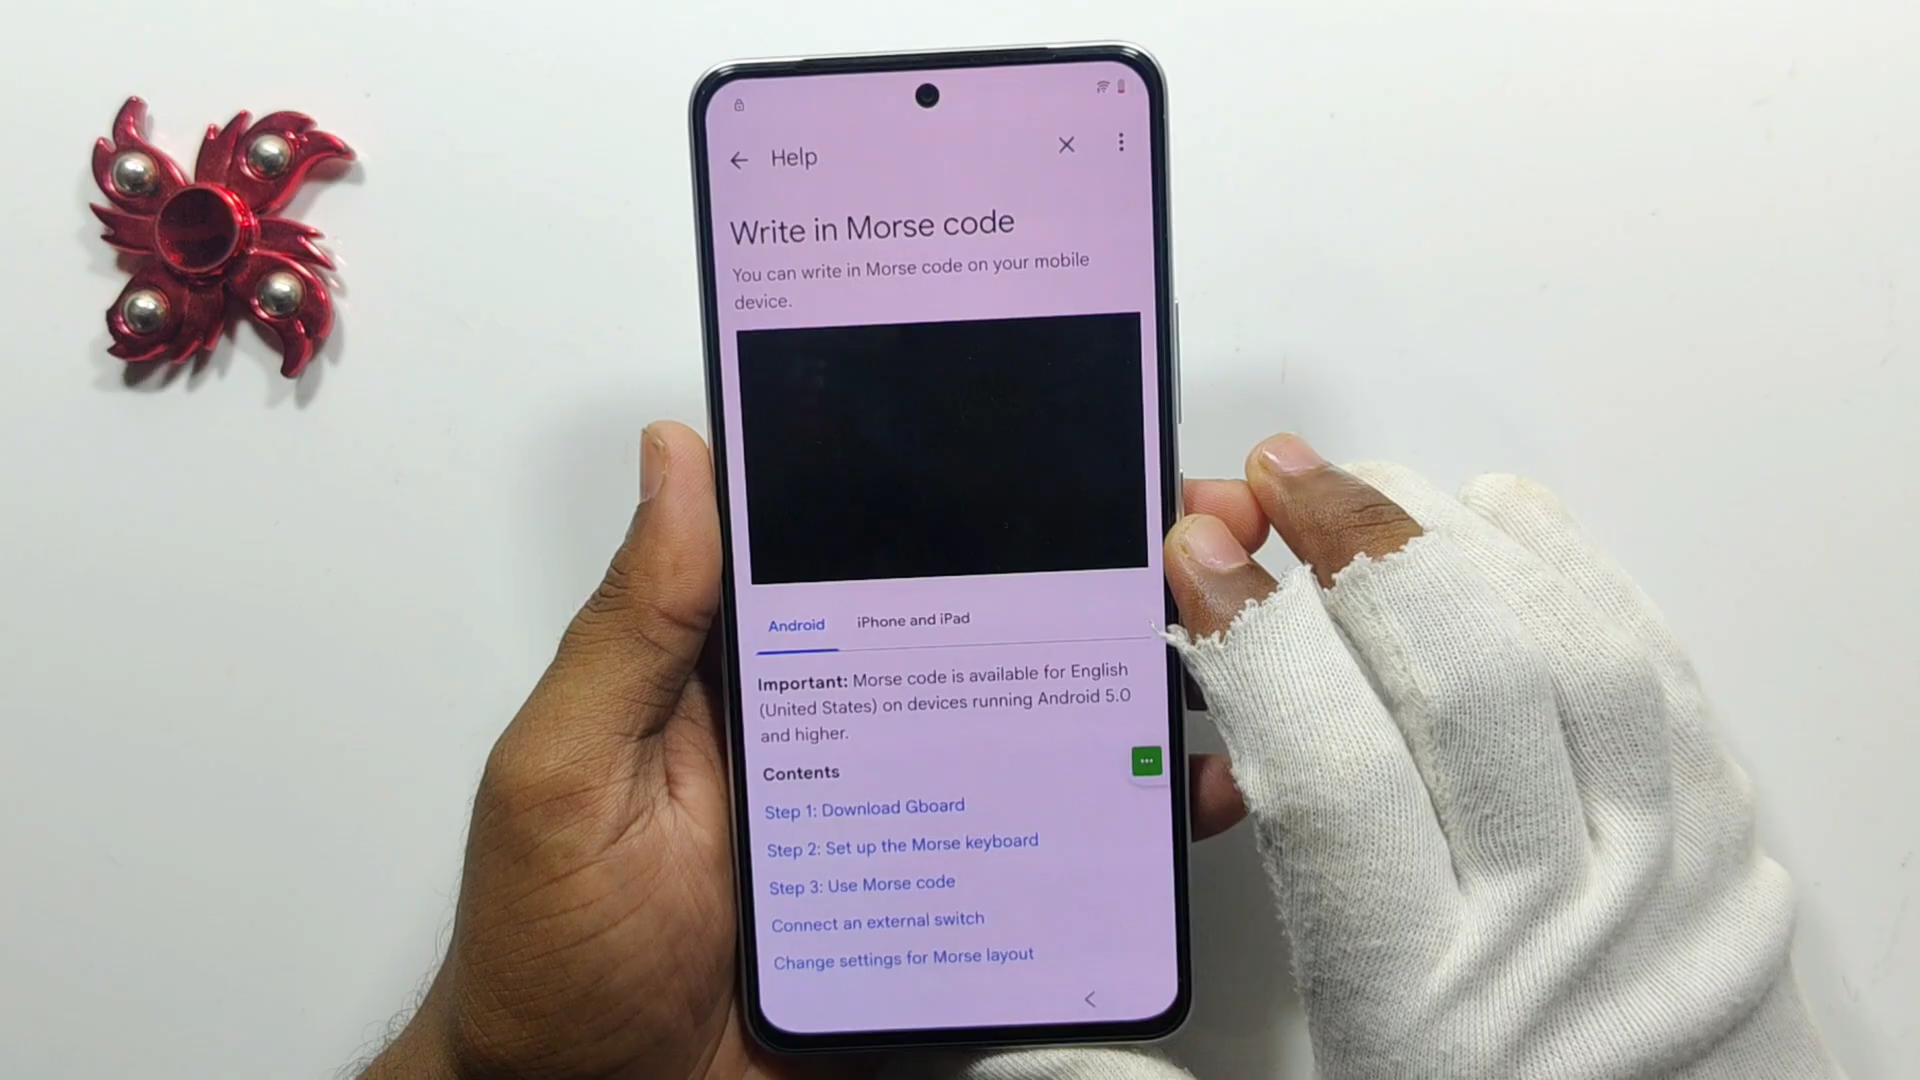 Help
Write in Morse code
You can write in Morse code on your mobile
device.
Android iPhone and iPad
Important: Morse code is available for English
(United States) on devices running Android 5.0
and higher.
Contents
Step 1: Download Gboard
Step 2: Set up the Morse keyboard
Step 3: Use Morse code
Connect an external switch
Change settings for Morse layout